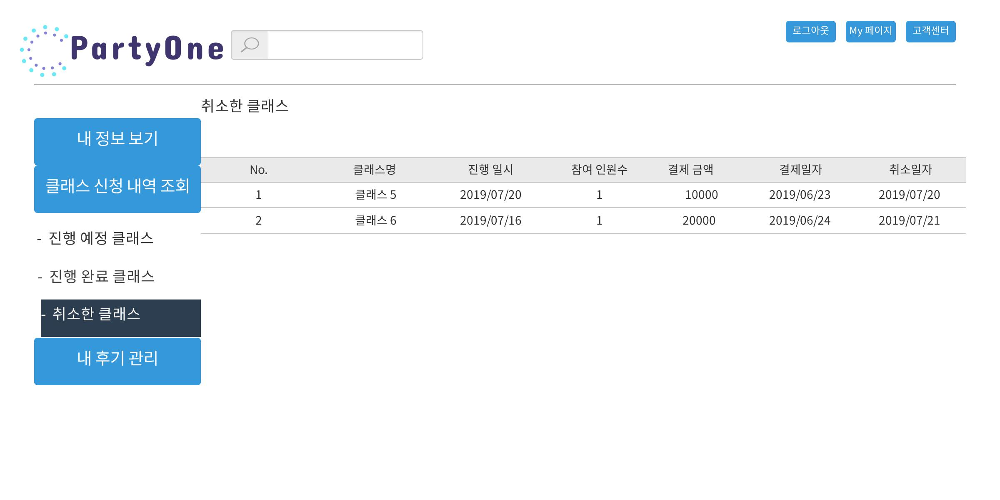 PartyOne
로그아웃 My 페이지 고객센터
취소한 클래스
내 정보 보기
클래스 신청 내역 조회
- 진행 예정 클래스
- 진행 완료 클래스
- 취소한 클래스
내 후기 관리
No. 클래스명 진행 일시 참여 인원수 결제 금액 결제일자 취소일자
1 클래스 5 2019/07/20 1 10000 2019/06/23 2019/07/20
2 클래스 6 2019/07/16 1 20000 2019/06/24 2019/07/21